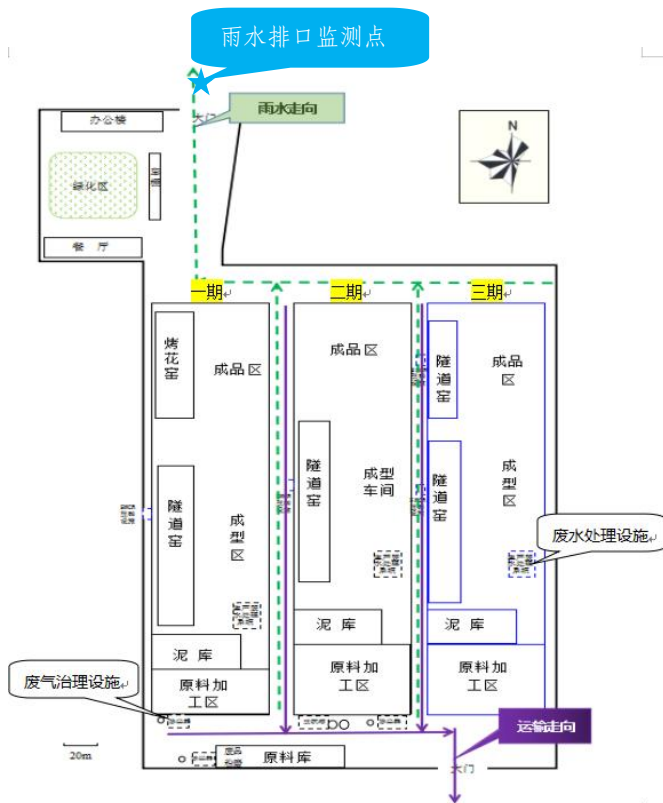 雨水排口监测点
办公楼
大门
雨水走向
N
绿化区
餐 厅
一期
二期
三期
烤花窑
成品区
成品区
隧道窑
成品区
隧道窑
成型区
隧道窑
成型车间
隧道窑
成型区
废水处理设施
泥 库
泥 库
泥 库
废气治理设施
原料加工区
原料加工区
原料加工区
运输走向
20m
原料库
大门